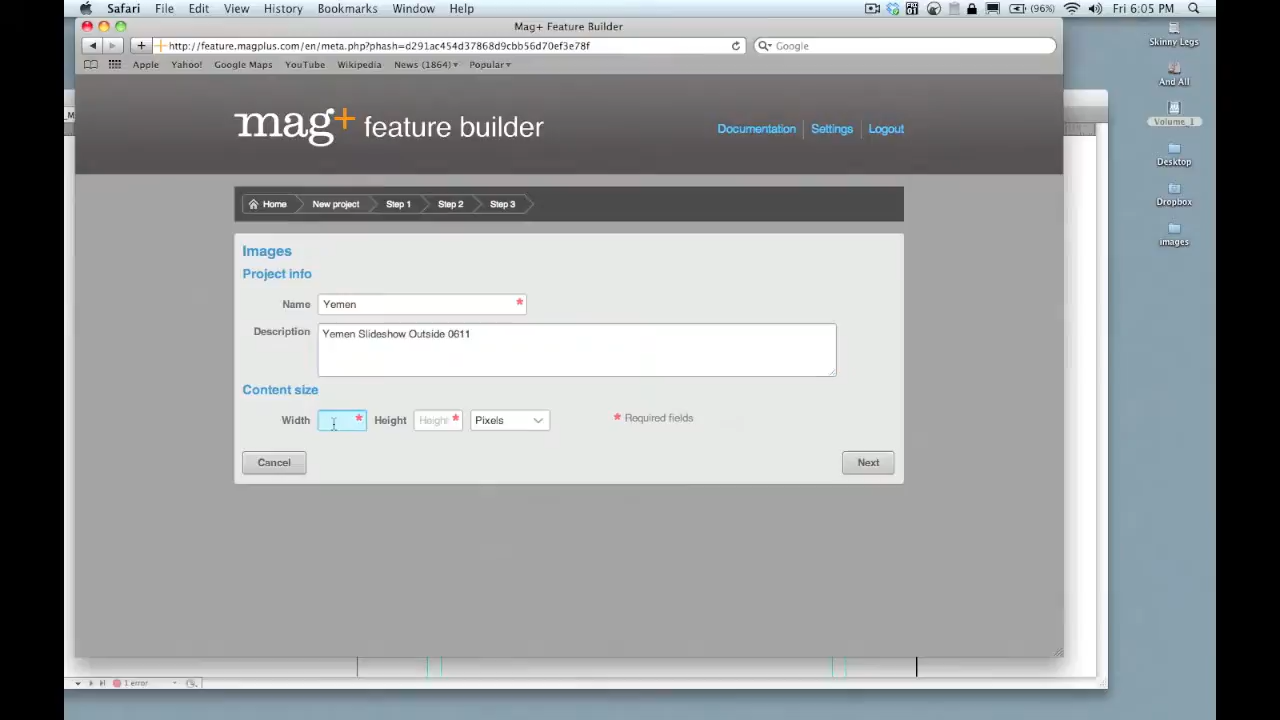 Safari File Edit View History Bookmarks Window Help (96%) Fri 6:05 PM
Mag+ Feature Builder
http://feature.magplus.com/en/meta.php?phash=d291ac454d37868d9cbb56d70ef3e78f Google
Apple Yahoo! Google Maps YouTube Wikipedia News (1864) Popular
Skinny Legs
And All
Volume_1
Desktop
Dropbox
images
mag+ feature builder
Documentation Settings Logout
Home New project Step 1 Step 2 Step 3
Images
Project info
Name Yemen *
Description Yemen Slideshow Outside 0611
Content size
Width * Height Height * Pixels * Required fields
Cancel Next
1 error